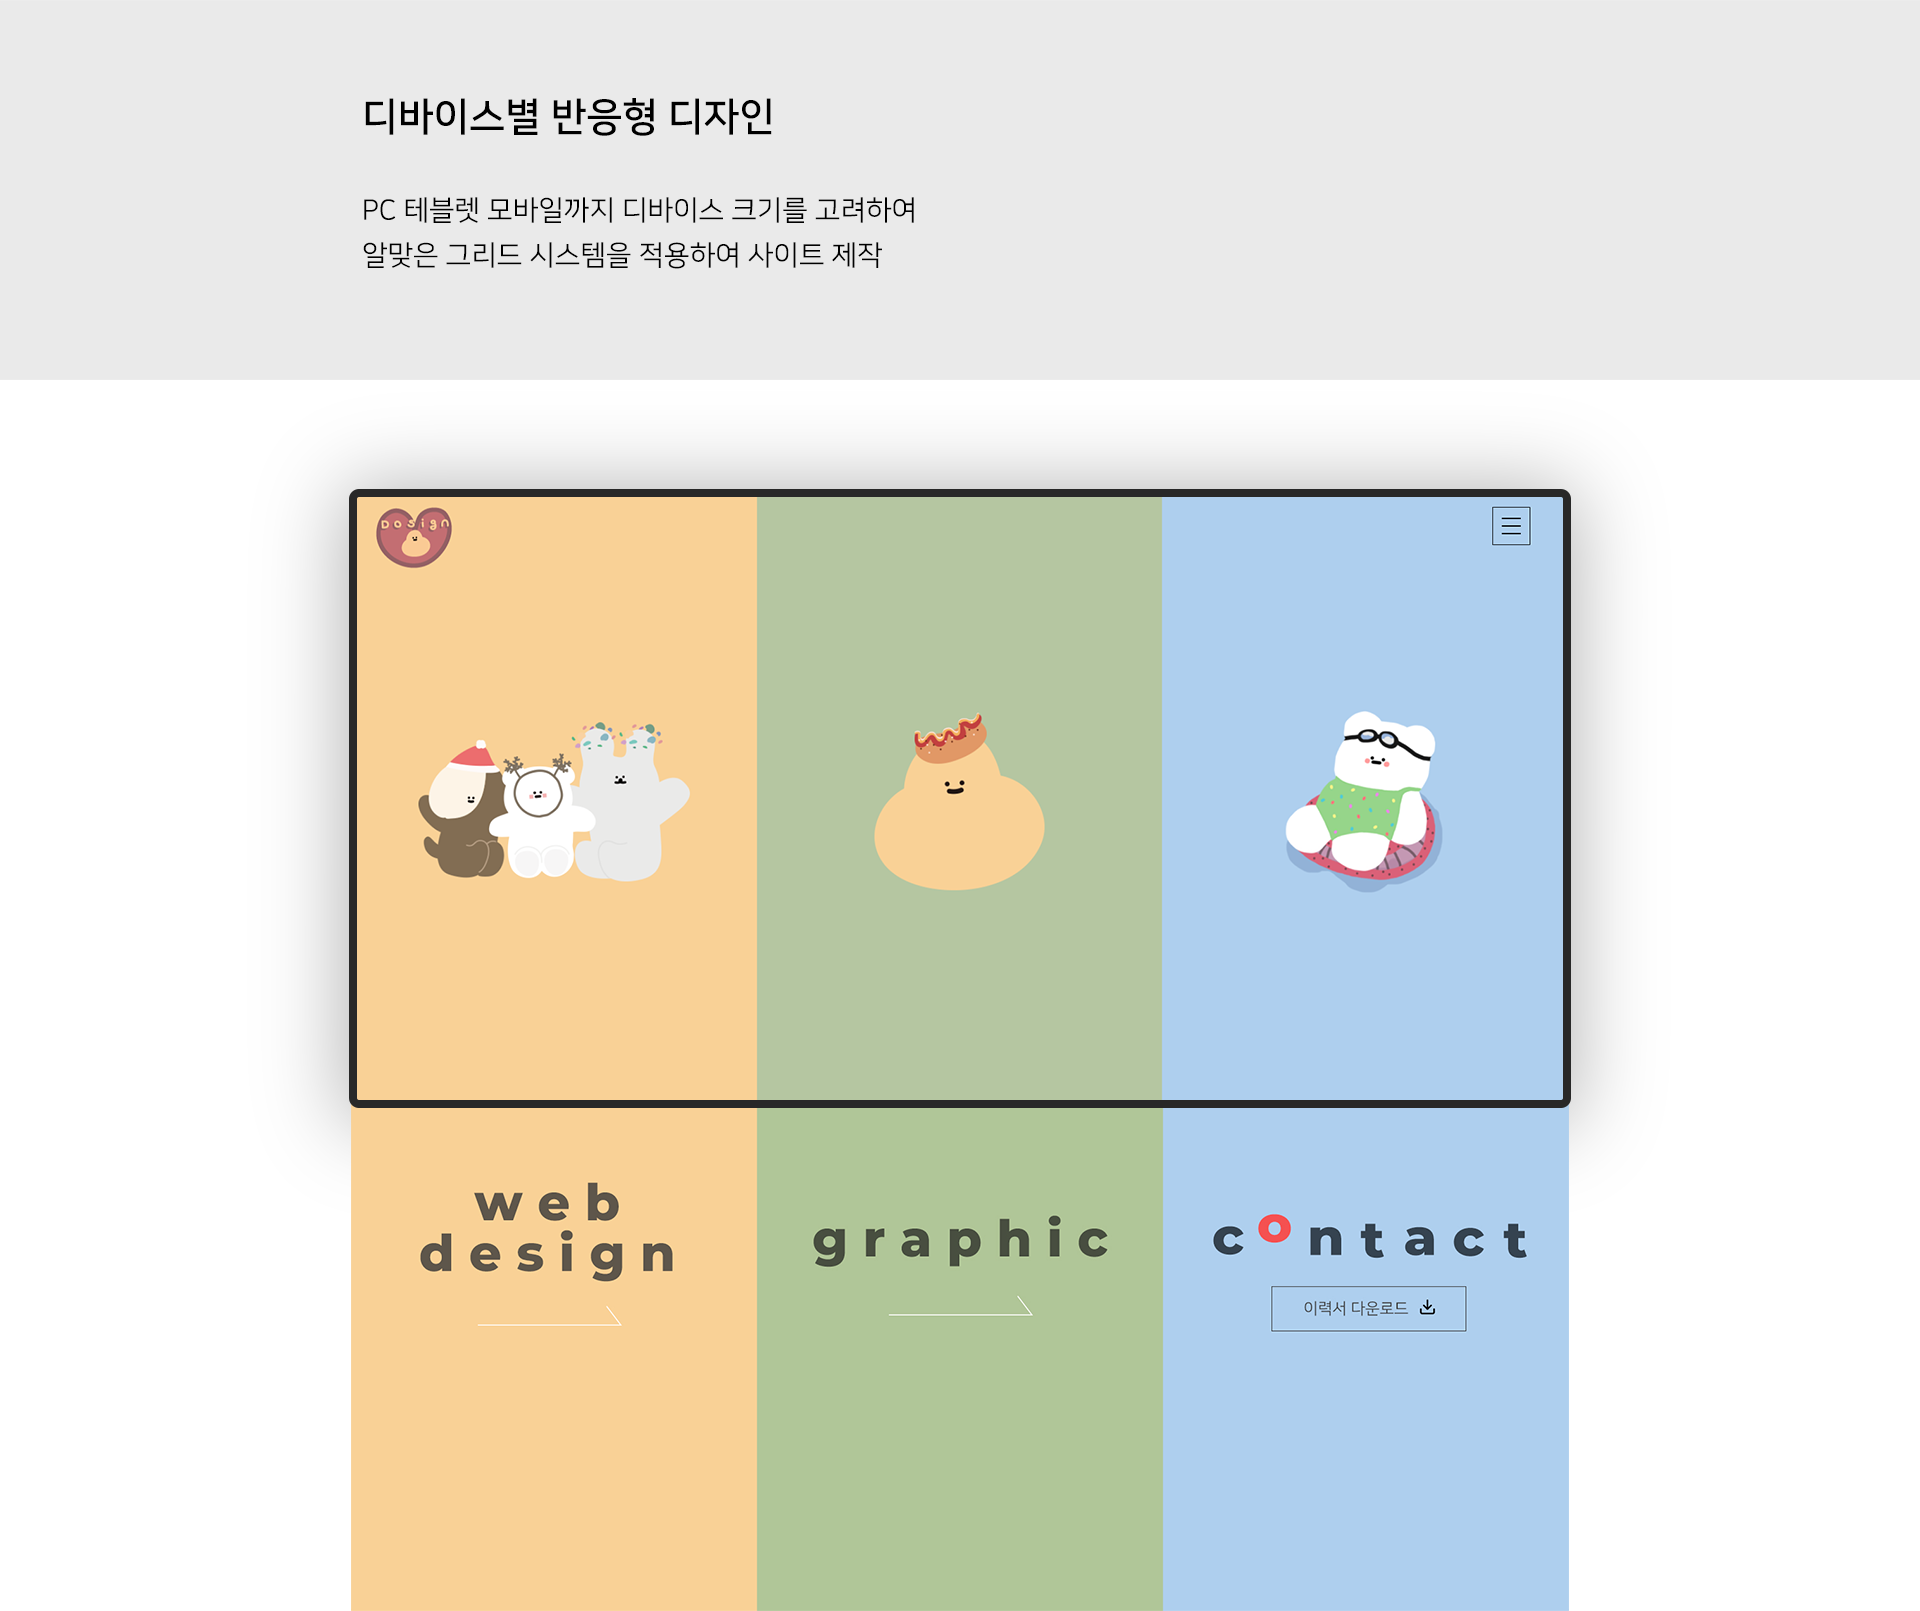 디바이스별 반응형 디자인
PC 테블렛 모바일까지 디바이스 크기를 고려하여
알맞은 그리드 시스템을 적용하여 사이트 제작
Dosign
web
design
graphic
contact
이력서 다운로드